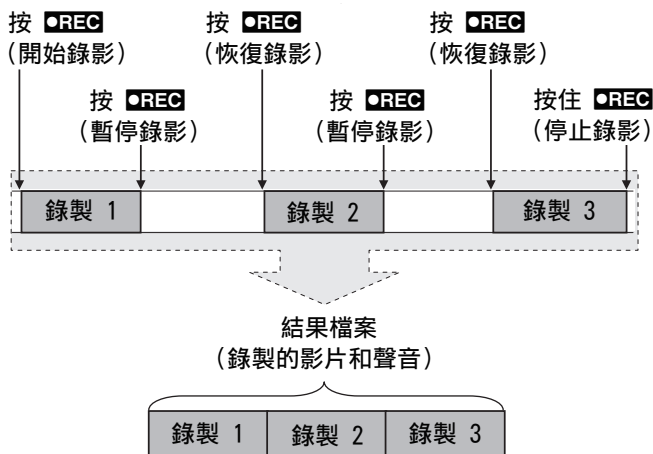 按 ●REC
（開始錄影）
按 ●REC
（恢復錄影）
按 ●REC
（恢復錄影）
按 ●REC
（暫停錄影）
按 ●REC
（暫停錄影）
按住 ●REC
（停止錄影）
錄製 1
錄製 2
錄製 3
結果檔案
（錄製的影片和聲音）
錄製 1
錄製 2
錄製 3